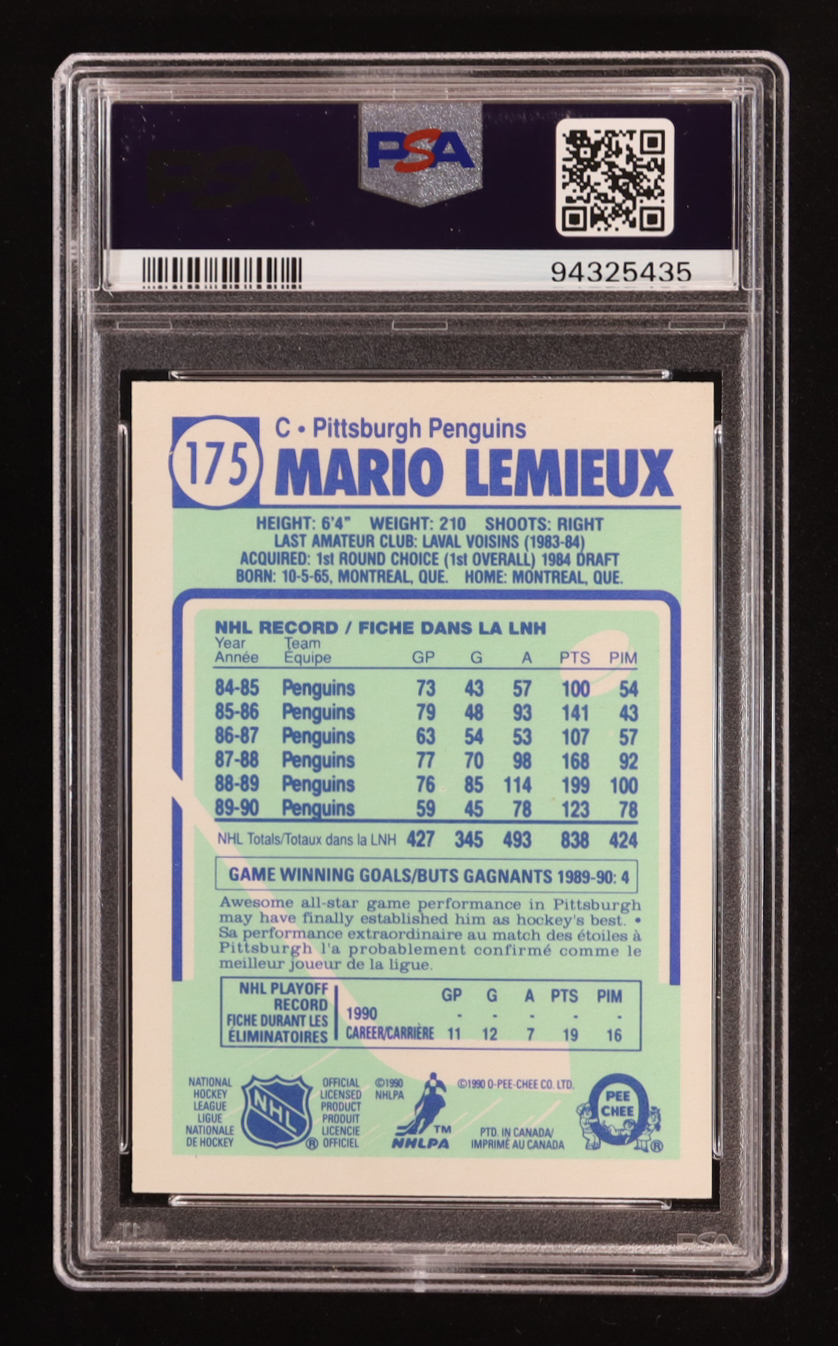 PSA
PSA
94325435
175
C • Pittsburgh Penguins
MARIO LEMIEUX
HEIGHT: 6'4" WEIGHT: 210 SHOOTS: RIGHT
LAST AMATEUR CLUB: LAVAL VOISINS (1983-84)
ACQUIRED: 1st ROUND CHOICE (1st OVERALL) 1984 DRAFT
BORN: 10-5-65, MONTREAL, QUE. HOME: MONTREAL, QUE.
NHL RECORD / FICHE DANS LA LNH
Year Team
Année Équipe GP G A PTS PIM
84-85 Penguins 73 43 57 100 54
85-86 Penguins 79 48 93 141 43
86-87 Penguins 63 54 53 107 57
87-88 Penguins 77 70 98 168 92
88-89 Penguins 76 85 114 199 100
89-90 Penguins 59 45 78 123 78
NHL Totals/Totaux dans la LNH 427 345 493 838 424
GAME WINNING GOALS/BUTS GAGNANTS 1989-90: 4
Awesome all-star game performance in Pittsburgh
may have finally established him as hockey's best. •
Sa performance extraordinaire au match des étoiles à
Pittsburgh l'a probablement confirmé comme le
meilleur joueur de la ligue.
NHL PLAYOFF
RECORD
FICHE DURANT LES
ÉLIMINATOIRES
GP G A PTS PIM
1990 - - - - -
CAREER/CARRIÈRE 11 12 7 19 16
NATIONAL
HOCKEY
LEAGUE
LIGUE
NATIONALE
DE HOCKEY
NHL
®
OFFICIAL
LICENSED
PRODUCT
PRODUIT
LICENCIE
OFFICIEL
©1990
NHLPA
TM
NHLPA
©1990 O-PEE-CHEE CO. LTD.
PTD. IN CANADA/
IMPRIMÉ AU CANADA
O
PEE
CHEE
®
PSA